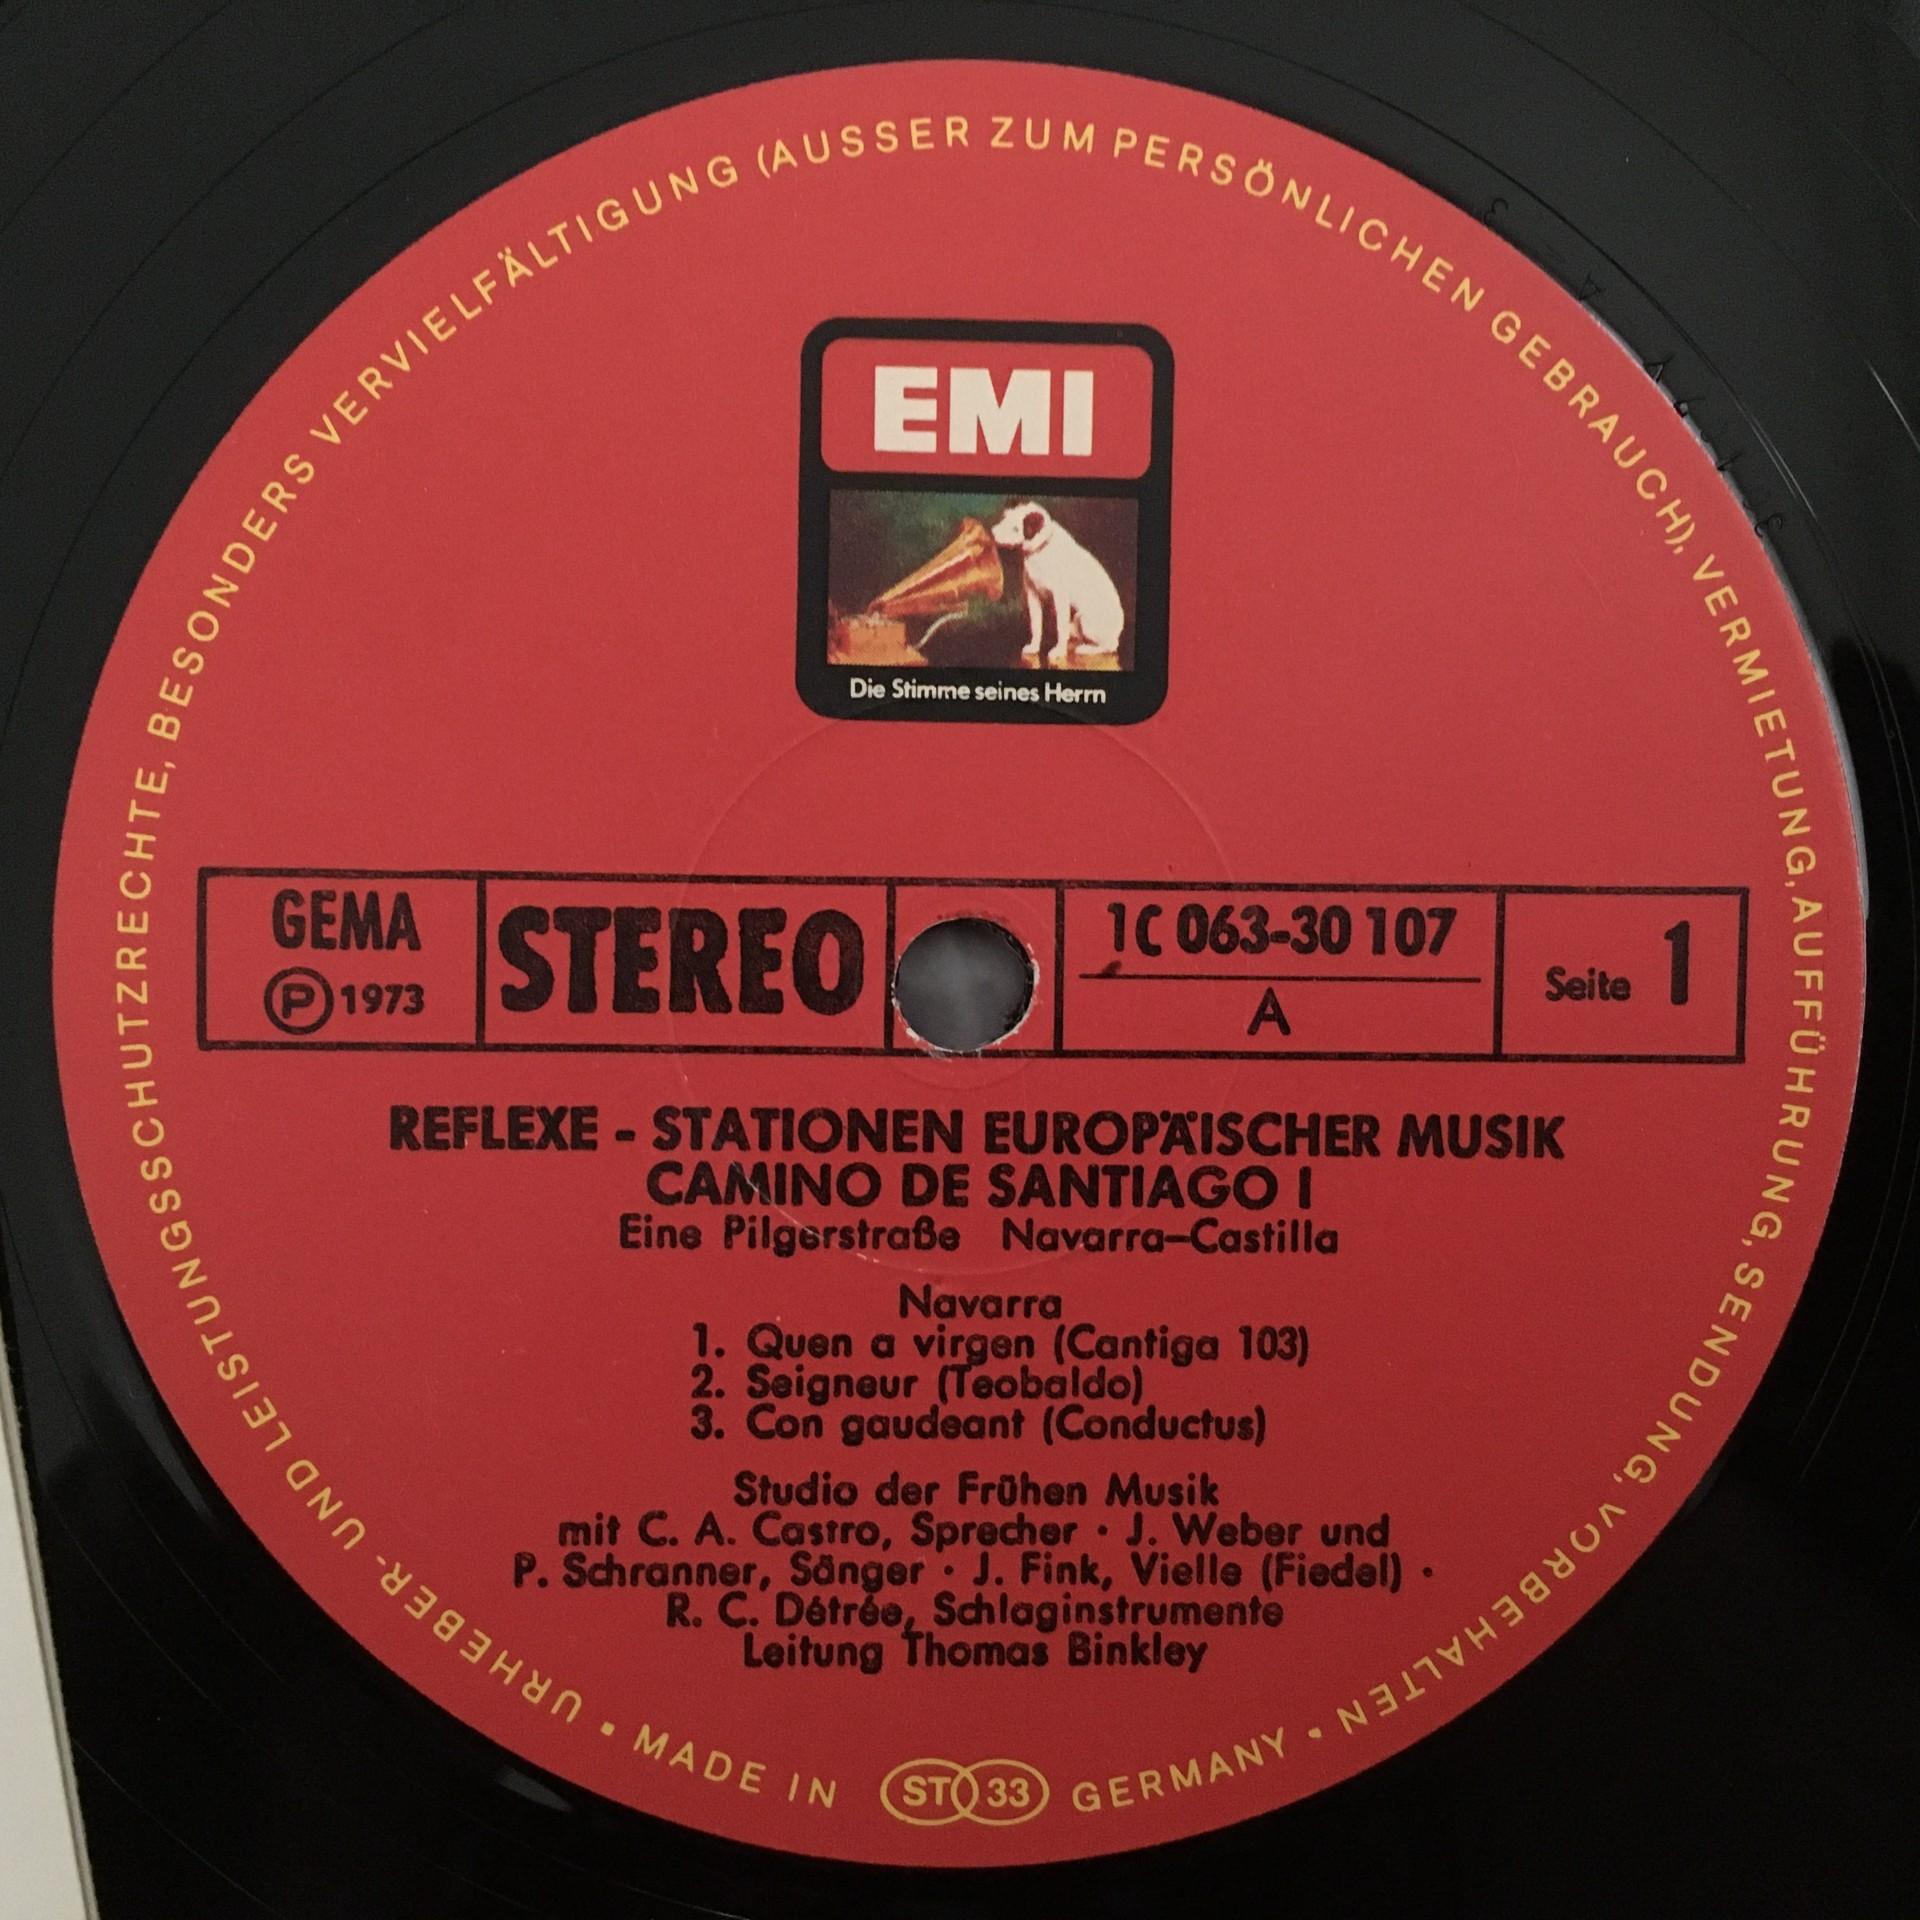 EMI
Die Stimme seines Herrn
GEMA
Ⓟ 1973
STEREO
1C 063-30 107
A
Seite 1
REFLEXE - STATIONEN EUROPÄISCHER MUSIK
CAMINO DE SANTIAGO I
Eine Pilgerstraße Navarra–Castilla
Navarra
1. Quen a virgen (Cantiga 103)
2. Seigneur (Teobaldo)
3. Con gaudeant (Conductus)
Studio der Frühen Musik
mit C. A. Castro, Sprecher · J. Weber und
P. Schranner, Sänger · J. Fink, Vielle (Fiedel) ·
R. C. Détrée, Schlaginstrumente
Leitung Thomas Binkley
URHEBER- UND LEISTUNGSSCHUTZRECHTE, BESONDERS VERVIELFÄLTIGUNG (AUSSER ZUM PERSÖNLICHEN GEBRAUCH), VERMIETUNG, AUFFÜHRUNG, SENDUNG, VORBEHALTEN •
• MADE IN ST 33 GERMANY